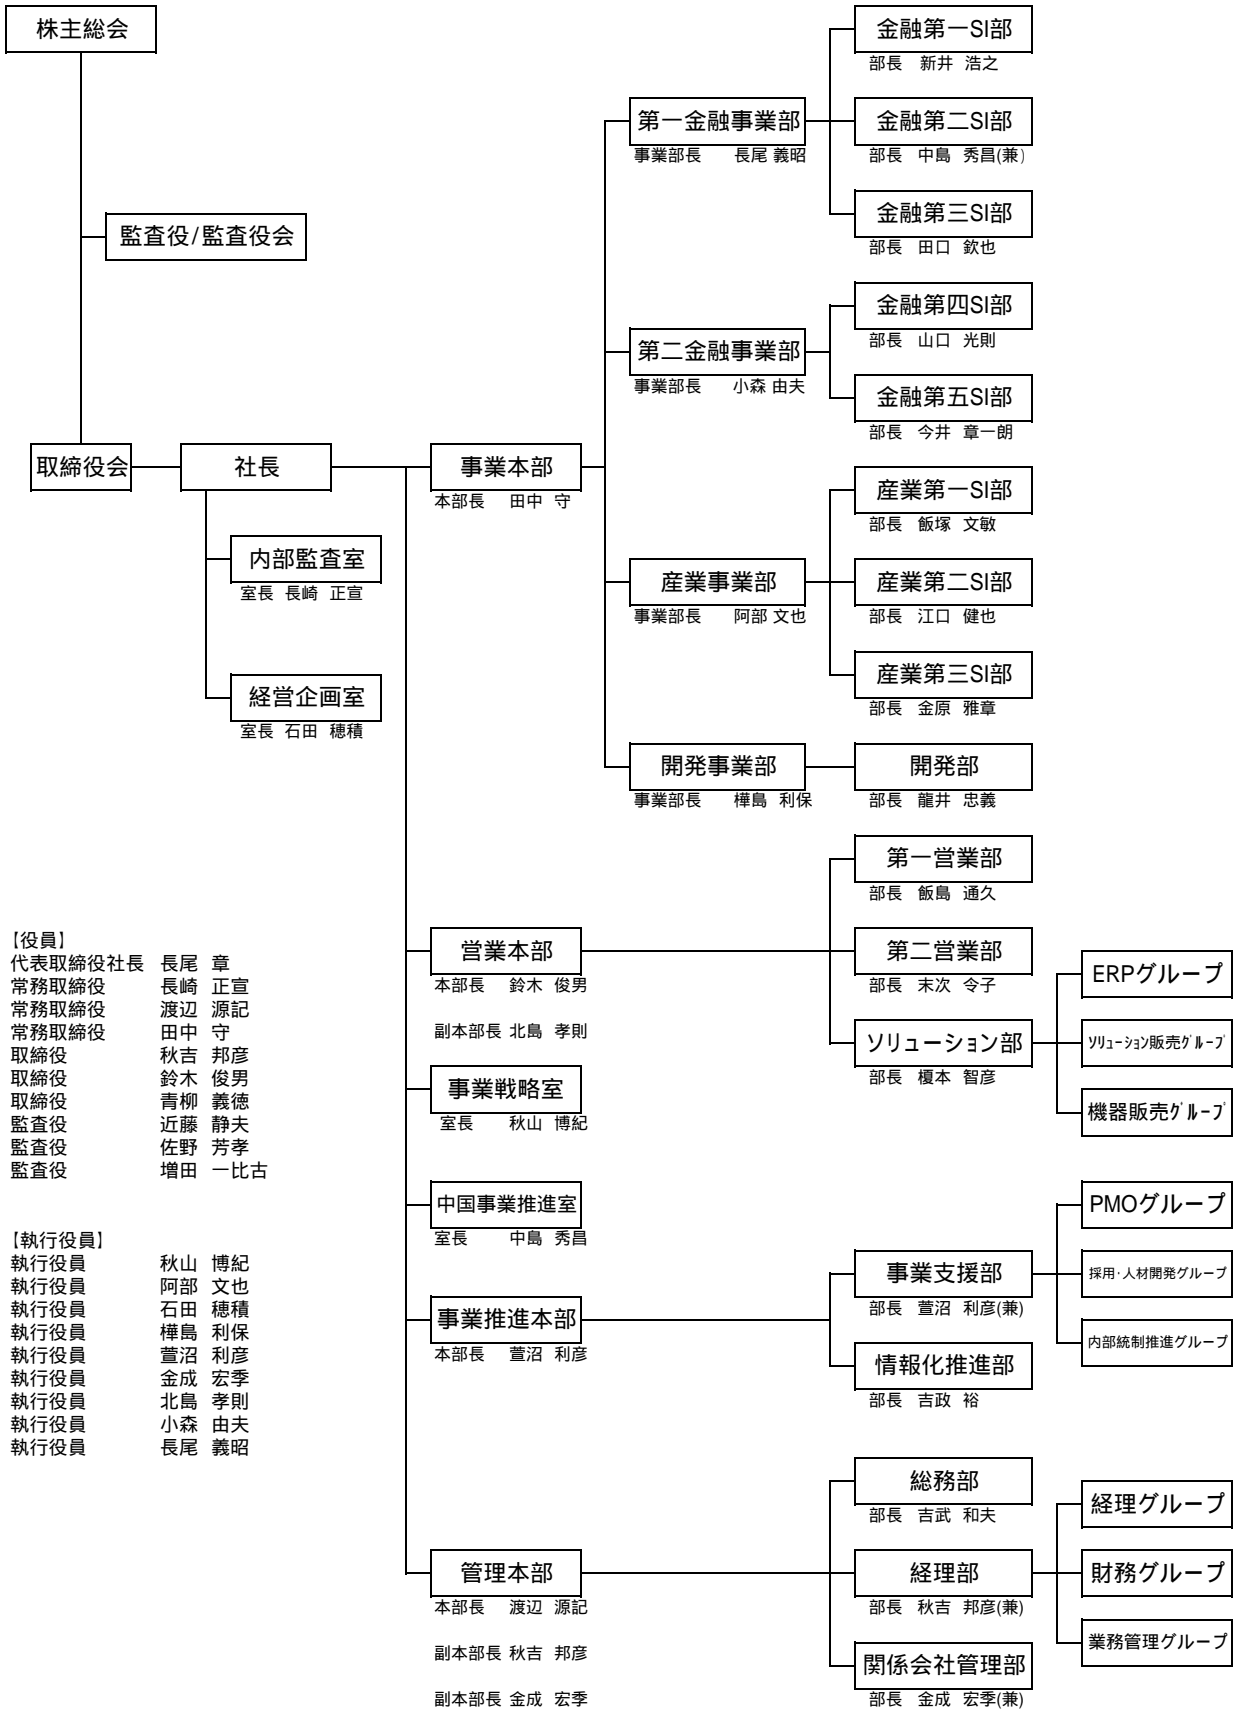 株主総会
監査役/監査役会
取締役会
社長
内部監査室
室長 長崎 正宣
経営企画室
室長 石田 穂積
事業本部
本部長 田中 守
第一金融事業部
事業部長 長尾 義昭
金融第一SI部
部長 新井 浩之
金融第二SI部
部長 中島 秀昌(兼)
金融第三SI部
部長 田口 欽也
第二金融事業部
事業部長 小森 由夫
金融第四SI部
部長 山口 光則
金融第五SI部
部長 今井 章一朗
産業事業部
事業部長 阿部 文也
産業第一SI部
部長 飯塚 文敏
産業第二SI部
部長 江口 健也
産業第三SI部
部長 金原 雅章
開発事業部
事業部長 樺島 利保
開発部
部長 龍井 忠義
営業本部
本部長 鈴木 俊男
副本部長 北島 孝則
第一営業部
部長 飯島 通久
第二営業部
部長 末次 令子
ソリューション部
部長 榎本 智彦
ERPグループ
ソリューション販売グループ
機器販売グループ
事業戦略室
室長 秋山 博紀
中国事業推進室
室長 中島 秀昌
事業推進本部
本部長 萱沼 利彦
事業支援部
部長 萱沼 利彦(兼)
PMOグループ
採用・人材開発グループ
内部統制推進グループ
情報化推進部
部長 吉政 裕
管理本部
本部長 渡辺 源記
副本部長 秋吉 邦彦
副本部長 金成 宏季
総務部
部長 吉武 和夫
経理部
部長 秋吉 邦彦(兼)
経理グループ
財務グループ
業務管理グループ
関係会社管理部
部長 金成 宏季(兼)
【役員】
代表取締役社長 長尾 章
常務取締役 長崎 正宣
常務取締役 渡辺 源記
常務取締役 田中 守
取締役 秋吉 邦彦
取締役 鈴木 俊男
取締役 青柳 義徳
監査役 近藤 静夫
監査役 佐野 芳孝
監査役 増田 一比古
【執行役員】
執行役員 秋山 博紀
執行役員 阿部 文也
執行役員 石田 穂積
執行役員 樺島 利保
執行役員 萱沼 利彦
執行役員 金成 宏季
執行役員 北島 孝則
執行役員 小森 由夫
執行役員 長尾 義昭